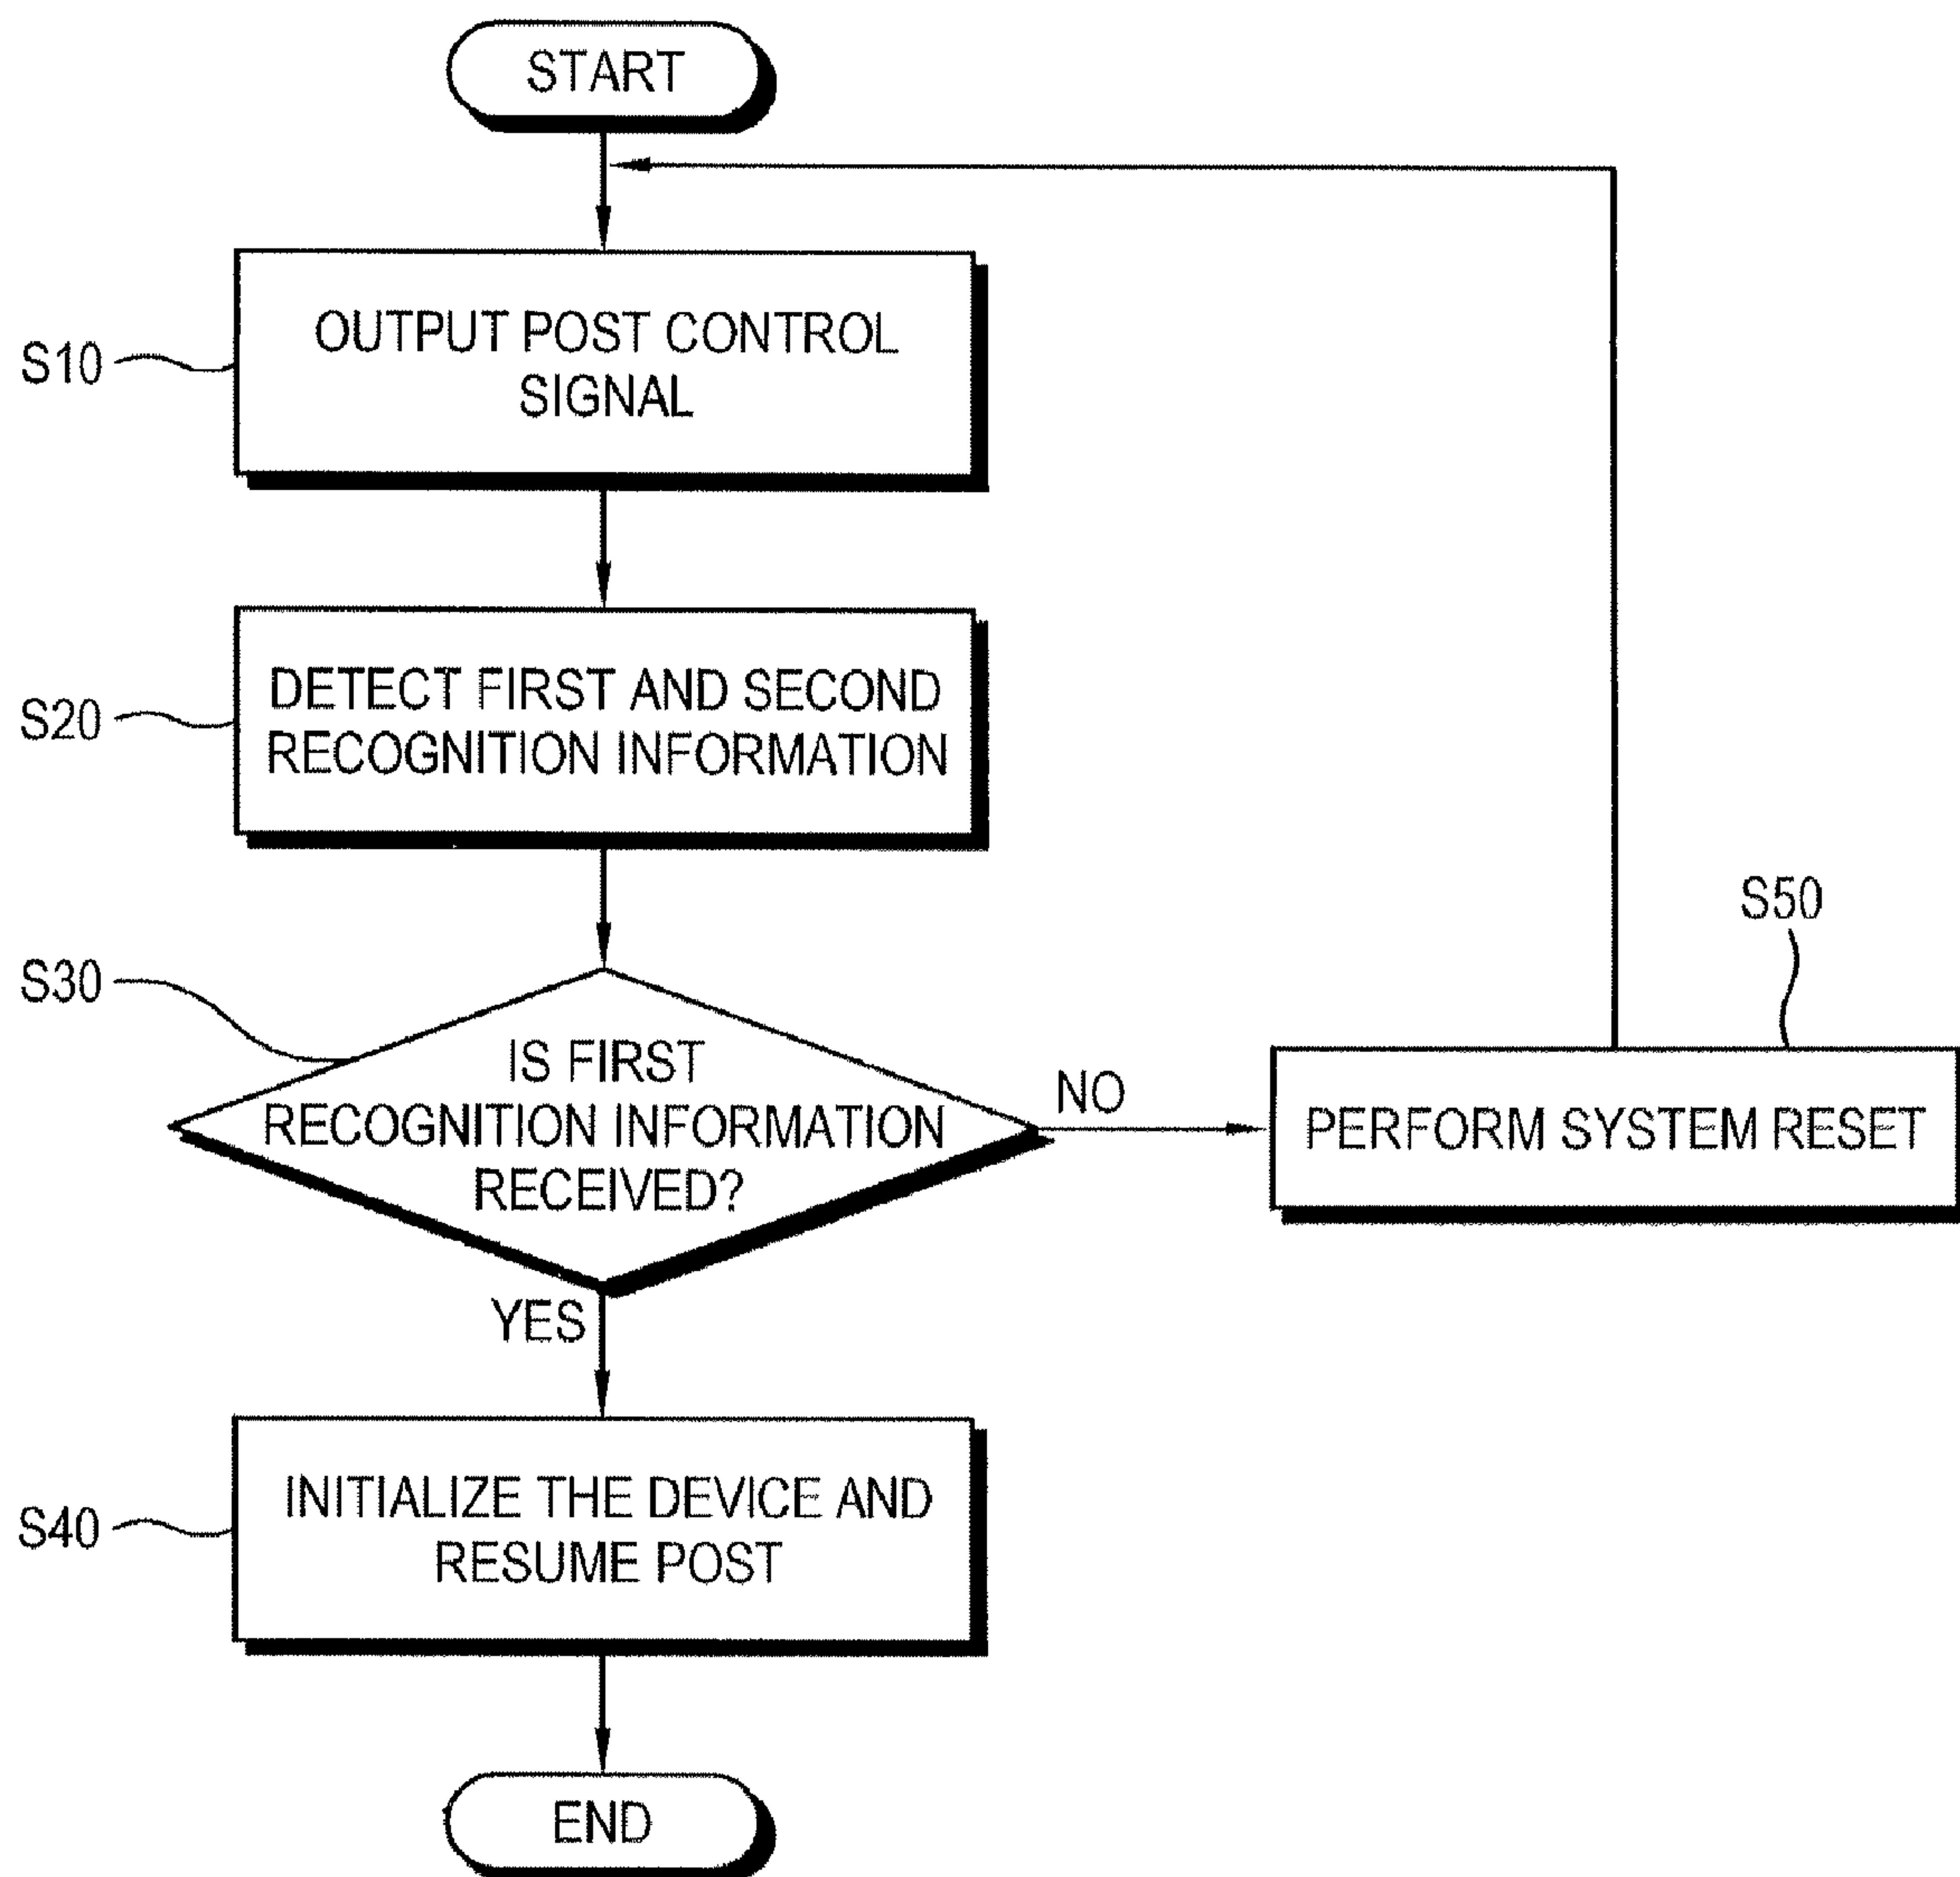 START
S10
OUTPUT POST CONTROL
SIGNAL
S20
DETECT FIRST AND SECOND
RECOGNITION INFORMATION
S30
IS FIRST
RECOGNITION INFORMATION
RECEIVED?
NO
S50
PERFORM SYSTEM RESET
YES
S40
INITIALIZE THE DEVICE AND
RESUME POST
END